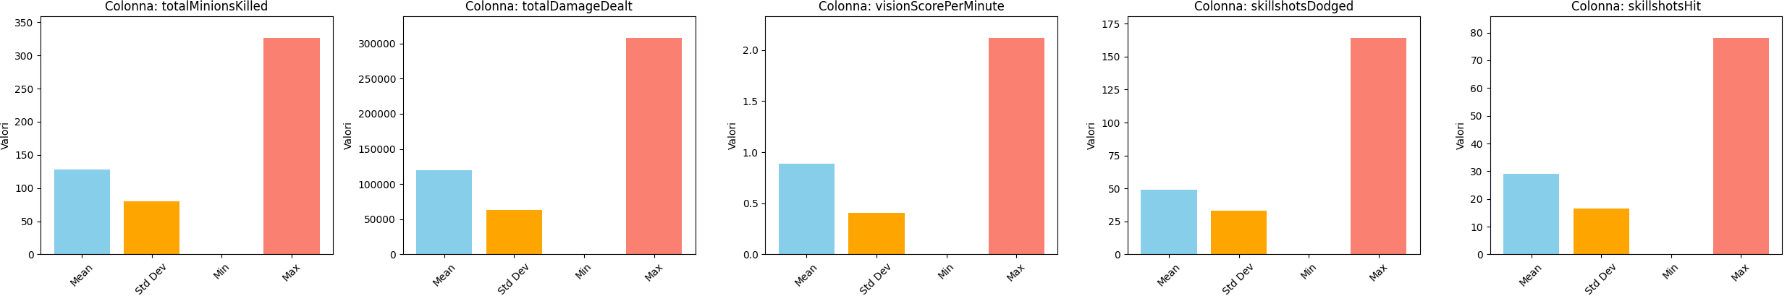 Colonna: totalMinionsKilled
Valori
350
300
250
200
150
100
50
0
Mean
Std Dev
Min
Max
Colonna: totalDamageDealt
Valori
300000
250000
200000
150000
100000
50000
0
Mean
Std Dev
Min
Max
Colonna: visionScorePerMinute
Valori
2.0
1.5
1.0
0.5
0.0
Mean
Std Dev
Min
Max
Colonna: skillshotsDodged
Valori
175
150
125
100
75
50
25
0
Mean
Std Dev
Min
Max
Colonna: skillshotsHit
Valori
80
70
60
50
40
30
20
10
0
Mean
Std Dev
Min
Max